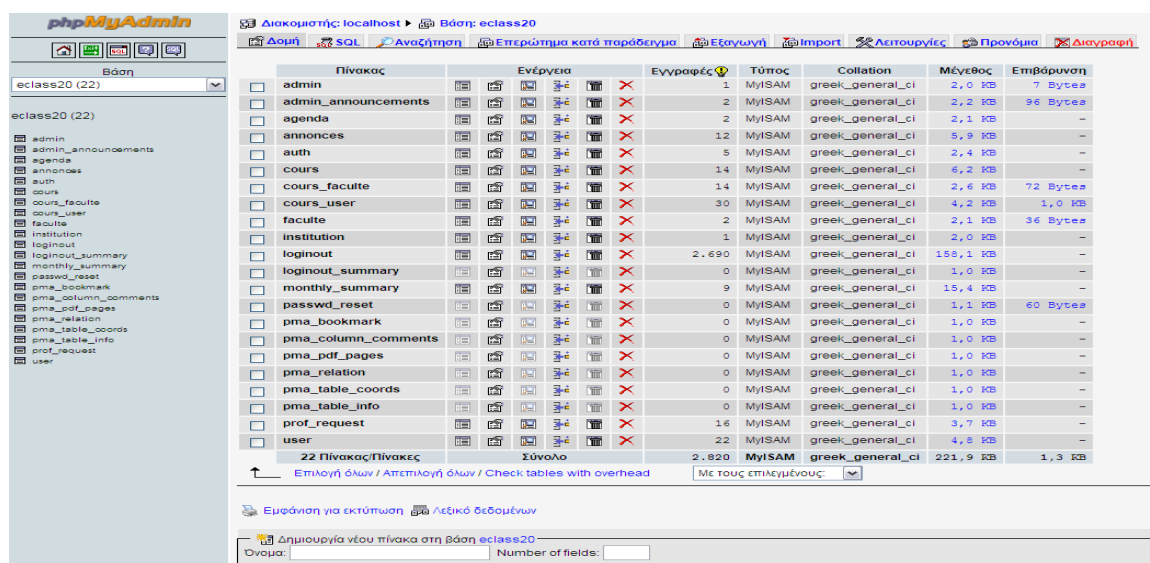 phpMyAdmin
Βάση
eclass20 (22)
eclass20 (22)
admin
admin_announcements
agenda
annonces
auth
cours
cours_faculte
cours_user
faculte
institution
loginout
loginout_summary
monthly_summary
passwd_reset
pma_bookmark
pma_column_comments
pma_pdf_pages
pma_relation
pma_table_coords
pma_table_info
prof_request
user
Διακομιστής: localhost Βάση: eclass20
Δομή SQL Αναζήτηση Επερώτημα κατά παράδειγμα Εξαγωγή Import Λειτουργίες Προνόμια Διαγραφή
Πίνακας Ενέργεια Εγγραφές Τύπος Collation Μέγεθος Επιβάρυνση
admin 1 MyISAM greek_general_ci 2,0 KB 7 Bytes
admin_announcements 2 MyISAM greek_general_ci 2,2 KB 96 Bytes
agenda 2 MyISAM greek_general_ci 2,1 KB -
annonces 12 MyISAM greek_general_ci 5,9 KB -
auth 5 MyISAM greek_general_ci 2,4 KB -
cours 14 MyISAM greek_general_ci 6,2 KB -
cours_faculte 14 MyISAM greek_general_ci 2,6 KB 72 Bytes
cours_user 30 MyISAM greek_general_ci 4,2 KB 1,0 KB
faculte 2 MyISAM greek_general_ci 2,1 KB 36 Bytes
institution 1 MyISAM greek_general_ci 2,0 KB -
loginout 2.690 MyISAM greek_general_ci 158,1 KB -
loginout_summary 0 MyISAM greek_general_ci 1,0 KB -
monthly_summary 9 MyISAM greek_general_ci 15,4 KB -
passwd_reset 0 MyISAM greek_general_ci 1,1 KB 60 Bytes
pma_bookmark 0 MyISAM greek_general_ci 1,0 KB -
pma_column_comments 0 MyISAM greek_general_ci 1,0 KB -
pma_pdf_pages 0 MyISAM greek_general_ci 1,0 KB -
pma_relation 0 MyISAM greek_general_ci 1,0 KB -
pma_table_coords 0 MyISAM greek_general_ci 1,0 KB -
pma_table_info 0 MyISAM greek_general_ci 1,0 KB -
prof_request 16 MyISAM greek_general_ci 3,7 KB -
user 22 MyISAM greek_general_ci 4,8 KB -
22 Πίνακας/Πίνακες Σύνολο 2.820 MyISAM greek_general_ci 221,9 KB 1,3 KB
Επιλογή όλων / Απεπιλογή όλων / Check tables with overhead Με τους επιλεγμένους:
Εμφάνιση για εκτύπωση Λεξικό δεδομένων
Δημιουργία νέου πίνακα στη βάση eclass20
Όνομα: Number of fields: